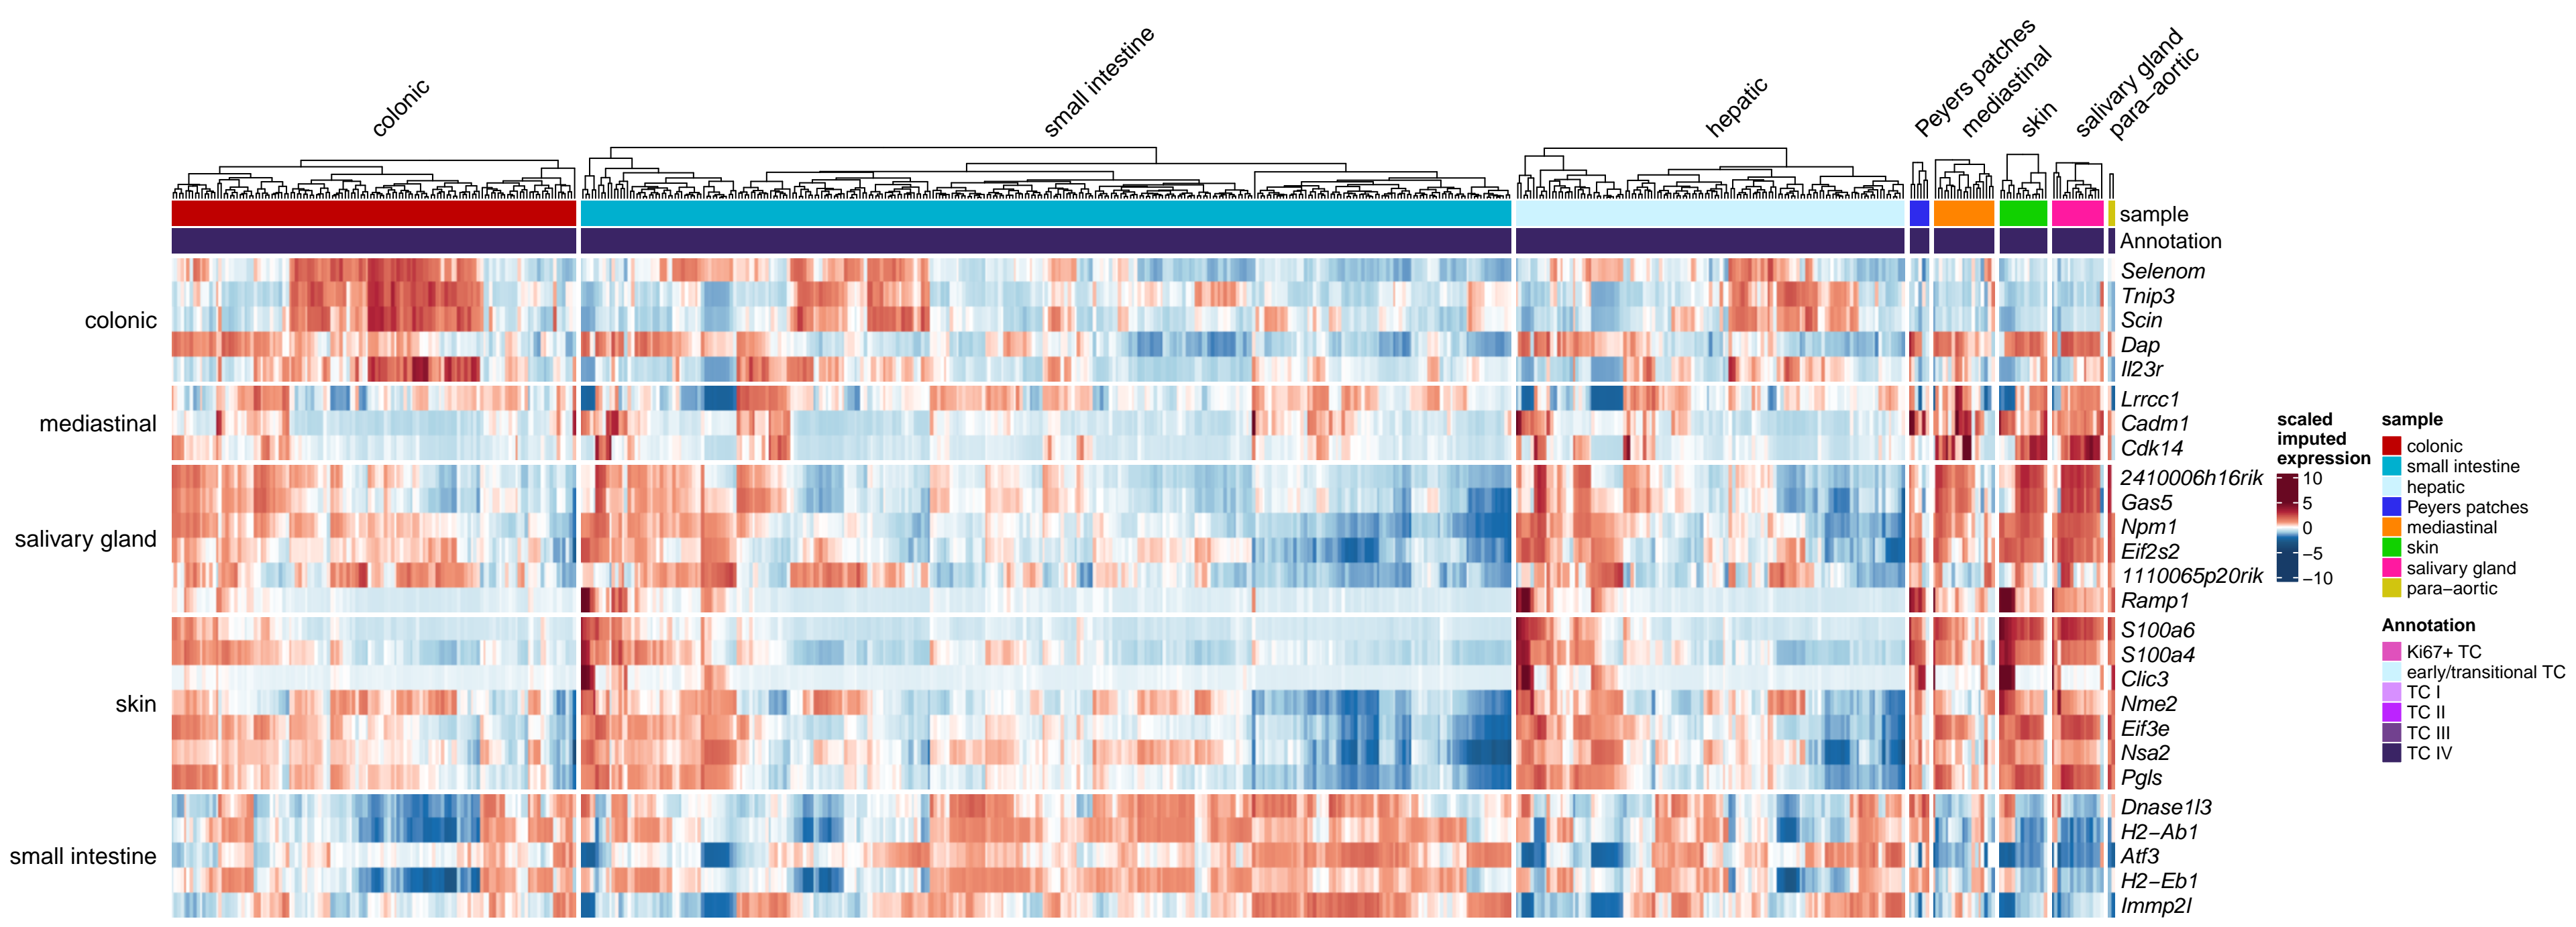 colonic
small intestine
hepatic
Peyers patches
mediastinal
skin
salivary gland
para−aortic
sample
Annotation
colonic
Selenom
Tnip3
Scin
Dap
Il23r
mediastinal
Lrrcc1
Cadm1
Cdk14
salivary gland
2410006h16rik
Gas5
Npm1
Eif2s2
1110065p20rik
Ramp1
skin
S100a6
S100a4
Clic3
Nme2
Eif3e
Nsa2
Pgls
small intestine
Dnase1l3
H2−Ab1
Atf3
H2−Eb1
Immp2l
scaled
imputed
expression
10
5
0
−5
−10
sample
colonic
small intestine
hepatic
Peyers patches
mediastinal
skin
salivary gland
para−aortic
Annotation
Ki67+ TC
early/transitional TC
TC I
TC II
TC III
TC IV